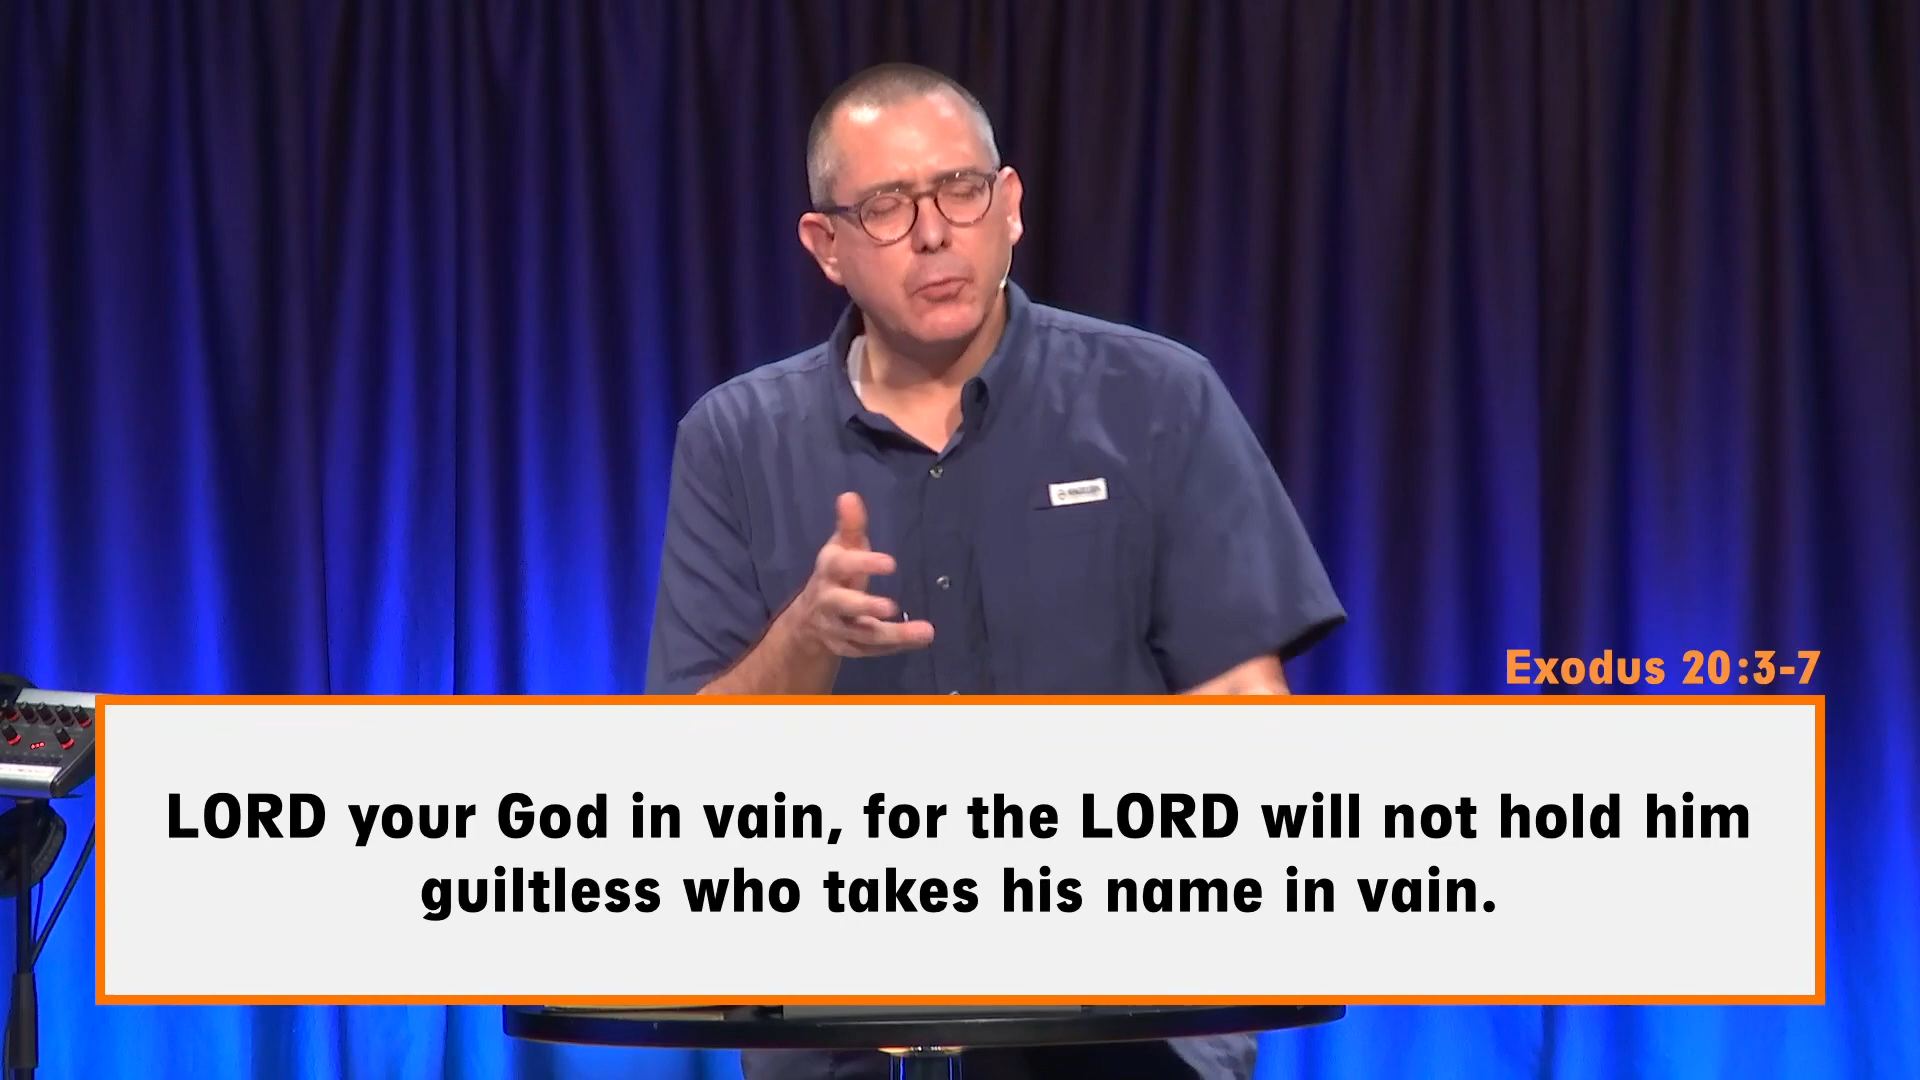 Exodus 20:3-7
LORD your God in vain, for the LORD will not hold him
guiltless who takes his name in vain.